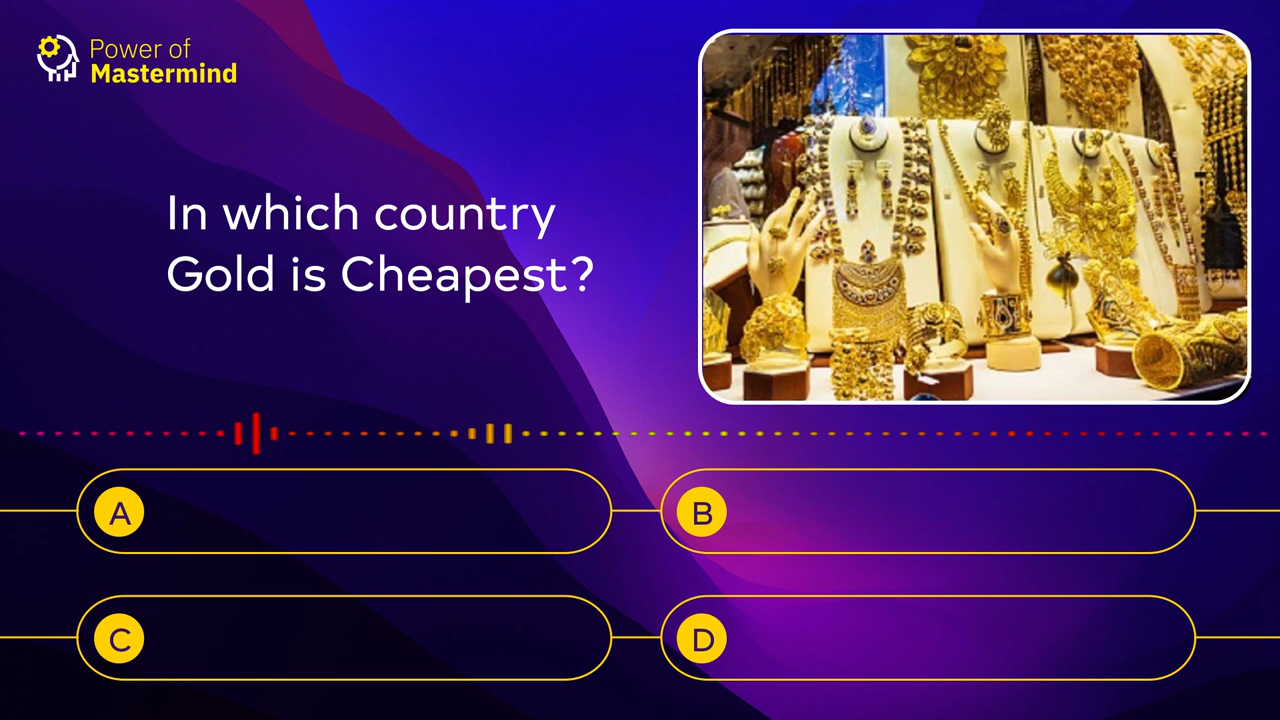 Power of
Mastermind
In which country
Gold is Cheapest?
A
B
C
D